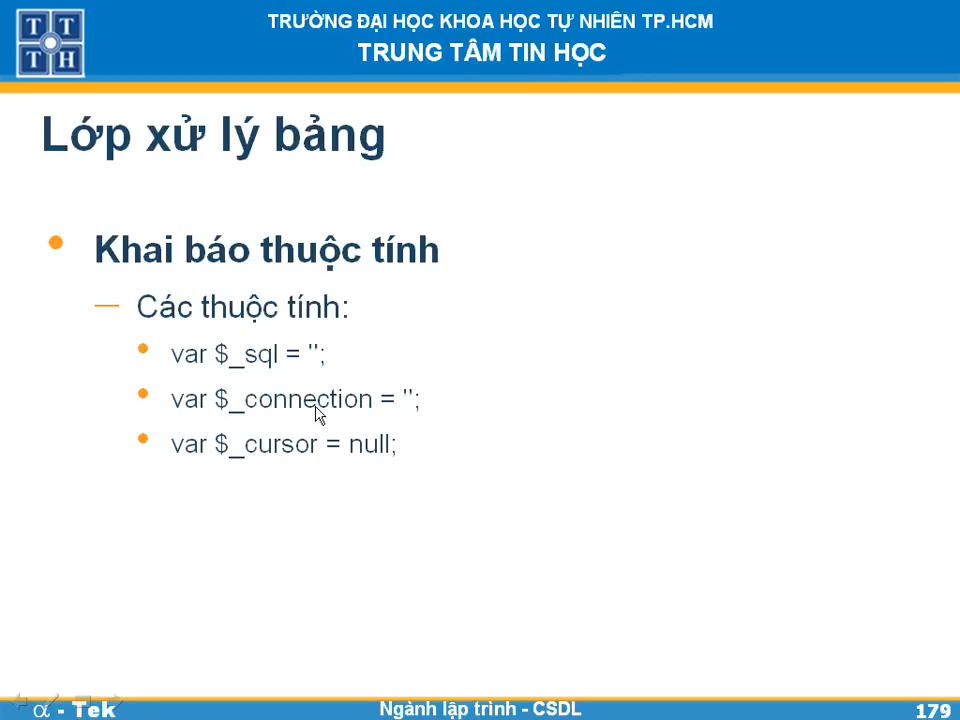 T T
T H
TRƯỜNG ĐẠI HỌC KHOA HỌC TỰ NHIÊN TP.HCM
TRUNG TÂM TIN HỌC
Lớp xử lý bảng
Khai báo thuộc tính
Các thuộc tính:
var $_sql = '';
var $_connection = '';
var $_cursor = null;
α - Tek
Ngành lập trình - CSDL
179